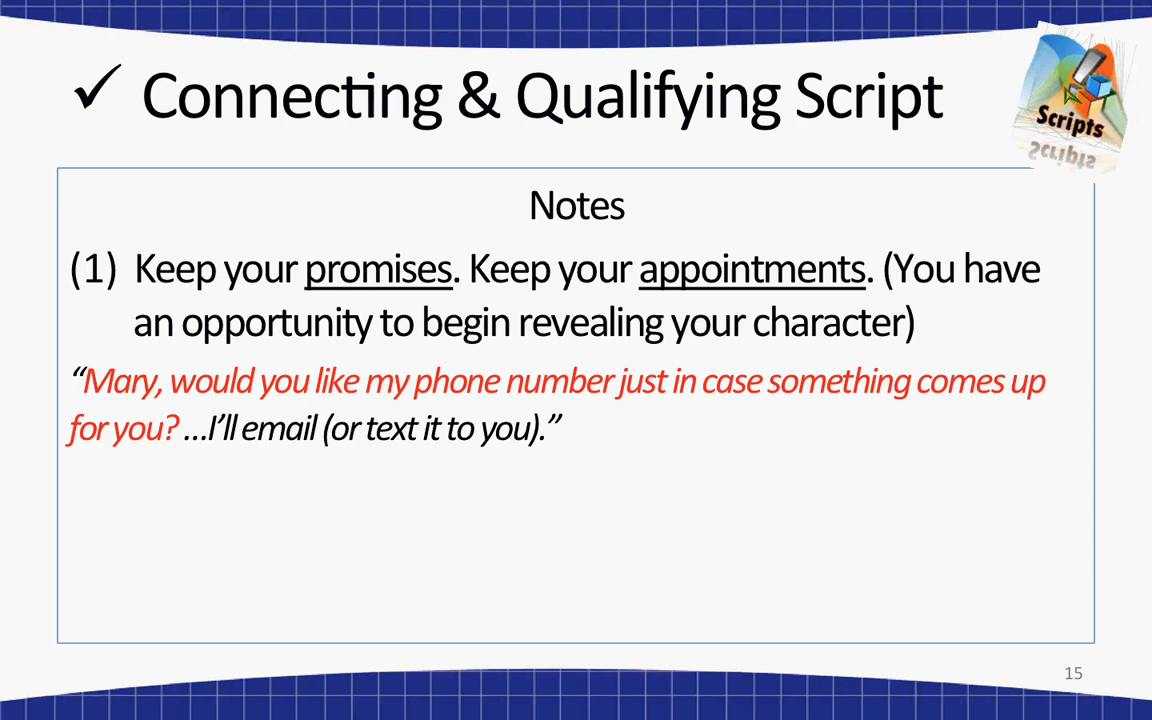 ✓ Connecting & Qualifying Script
Scripts
Notes
(1) Keep your promises. Keep your appointments. (You have
an opportunity to begin revealing your character)
“Mary, would you like my phone number just in case something comes up
for you? …I’ll email (or text it to you).”
15